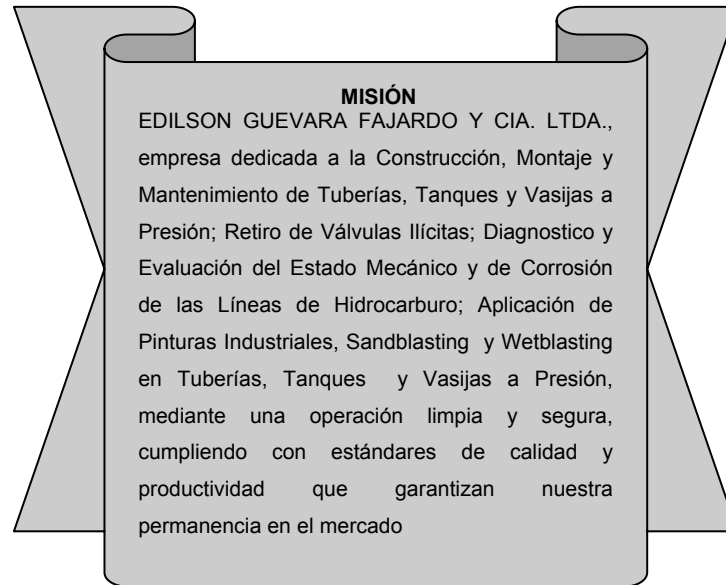 MISIÓN
EDILSON GUEVARA FAJARDO Y CIA. LTDA.,
empresa dedicada a la Construcción, Montaje y
Mantenimiento de Tuberías, Tanques y Vasijas a
Presión; Retiro de Válvulas Ilícitas; Diagnostico y
Evaluación del Estado Mecánico y de Corrosión
de las Líneas de Hidrocarburo; Aplicación de
Pinturas Industriales, Sandblasting y Wetblasting
en Tuberías, Tanques y Vasijas a Presión,
mediante una operación limpia y segura,
cumpliendo con estándares de calidad y
productividad que garantizan nuestra
permanencia en el mercado